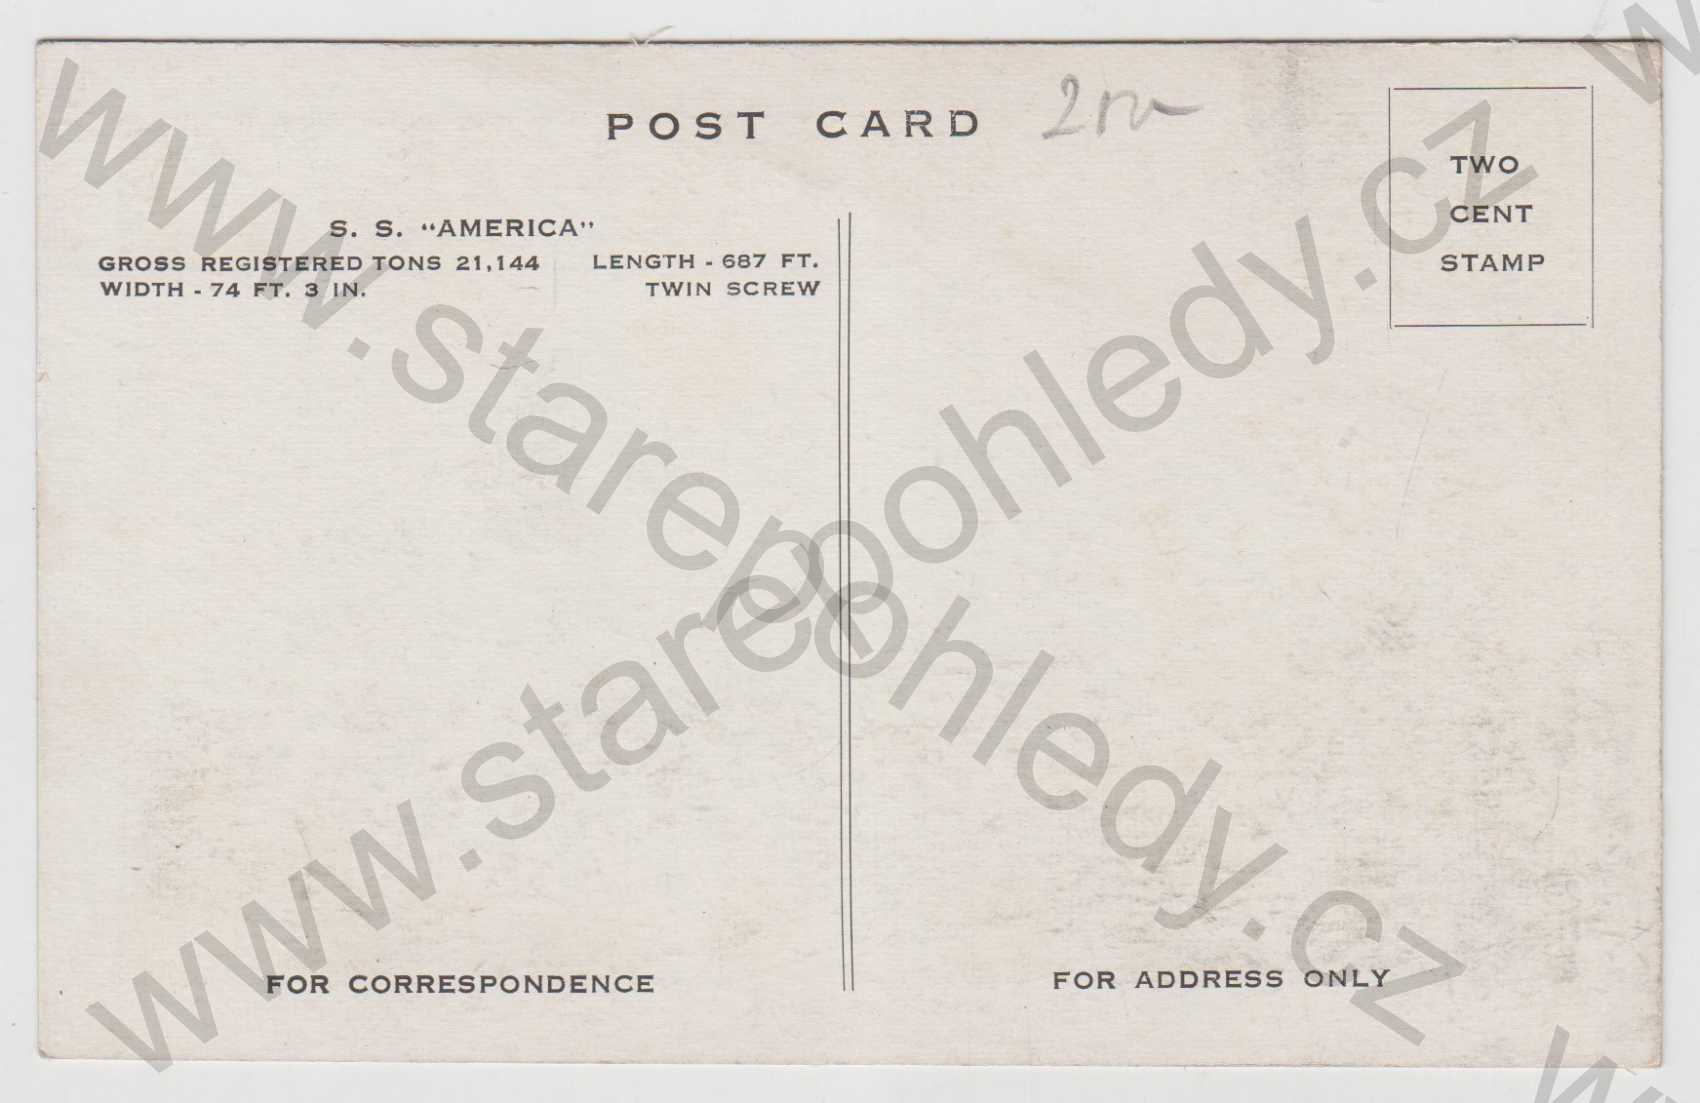 POST CARD
TWO
CENT
STAMP
S. S. "AMERICA"
GROSS REGISTERED TONS 21,144 LENGTH - 687 FT.
WIDTH - 74 FT. 3 IN. TWIN SCREW
FOR CORRESPONDENCE
FOR ADDRESS ONLY
www.starepohledy.cz
www.starepohledy.cz